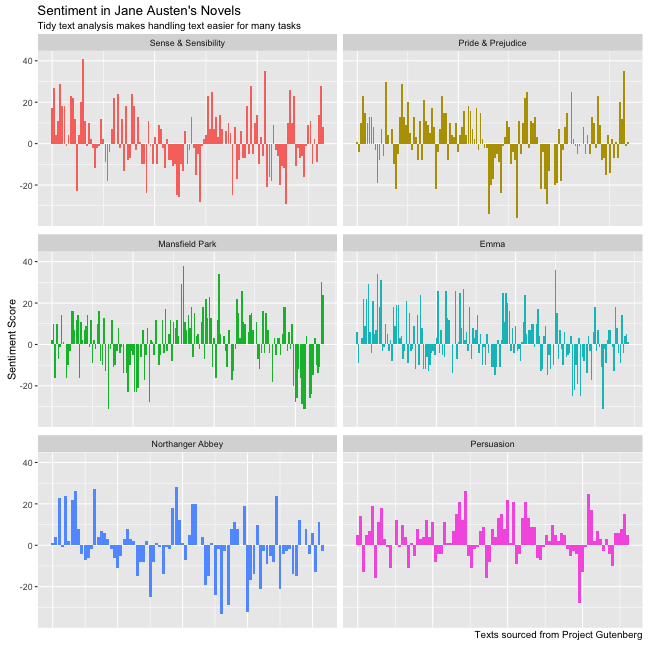 Sentiment in Jane Austen's Novels
Tidy text analysis makes handling text easier for many tasks
Sense & Sensibility
Pride & Prejudice
40
20
0
-20
Mansfield Park
Emma
40
20
0
-20
Sentiment Score
Northanger Abbey
Persuasion
40
20
0
-20
Texts sourced from Project Gutenberg